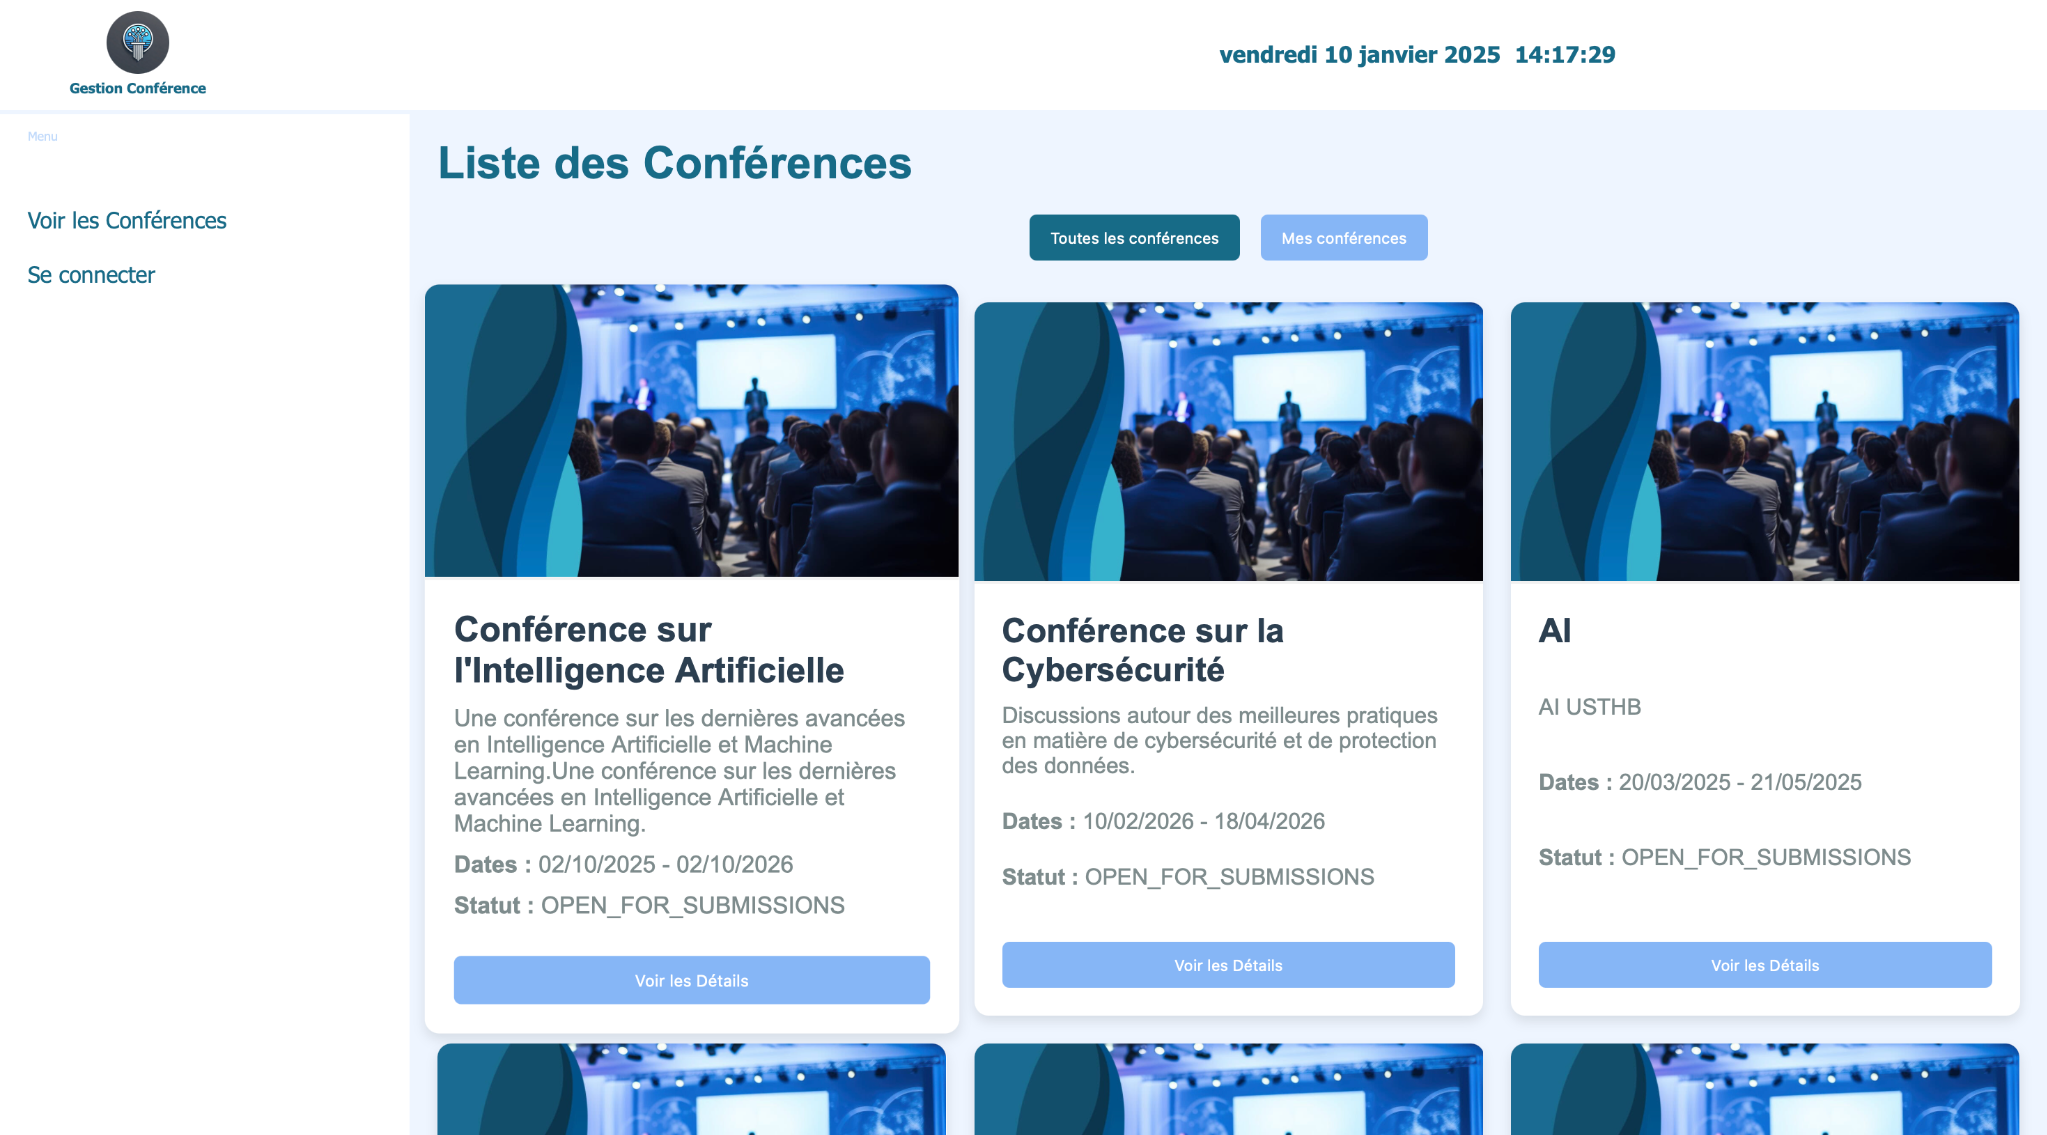 Gestion Conférence
vendredi 10 janvier 2025 14:17:29
Menu
Voir les Conférences
Se connecter
Liste des Conférences
Toutes les conférences
Mes conférences
Conférence sur
l'Intelligence Artificielle
Une conférence sur les dernières avancées
en Intelligence Artificielle et Machine
Learning.Une conférence sur les dernières
avancées en Intelligence Artificielle et
Machine Learning.
Dates : 02/10/2025 - 02/10/2026
Statut : OPEN_FOR_SUBMISSIONS
Voir les Détails
Conférence sur la
Cybersécurité
Discussions autour des meilleures pratiques
en matière de cybersécurité et de protection
des données.
Dates : 10/02/2026 - 18/04/2026
Statut : OPEN_FOR_SUBMISSIONS
Voir les Détails
AI
AI USTHB
Dates : 20/03/2025 - 21/05/2025
Statut : OPEN_FOR_SUBMISSIONS
Voir les Détails